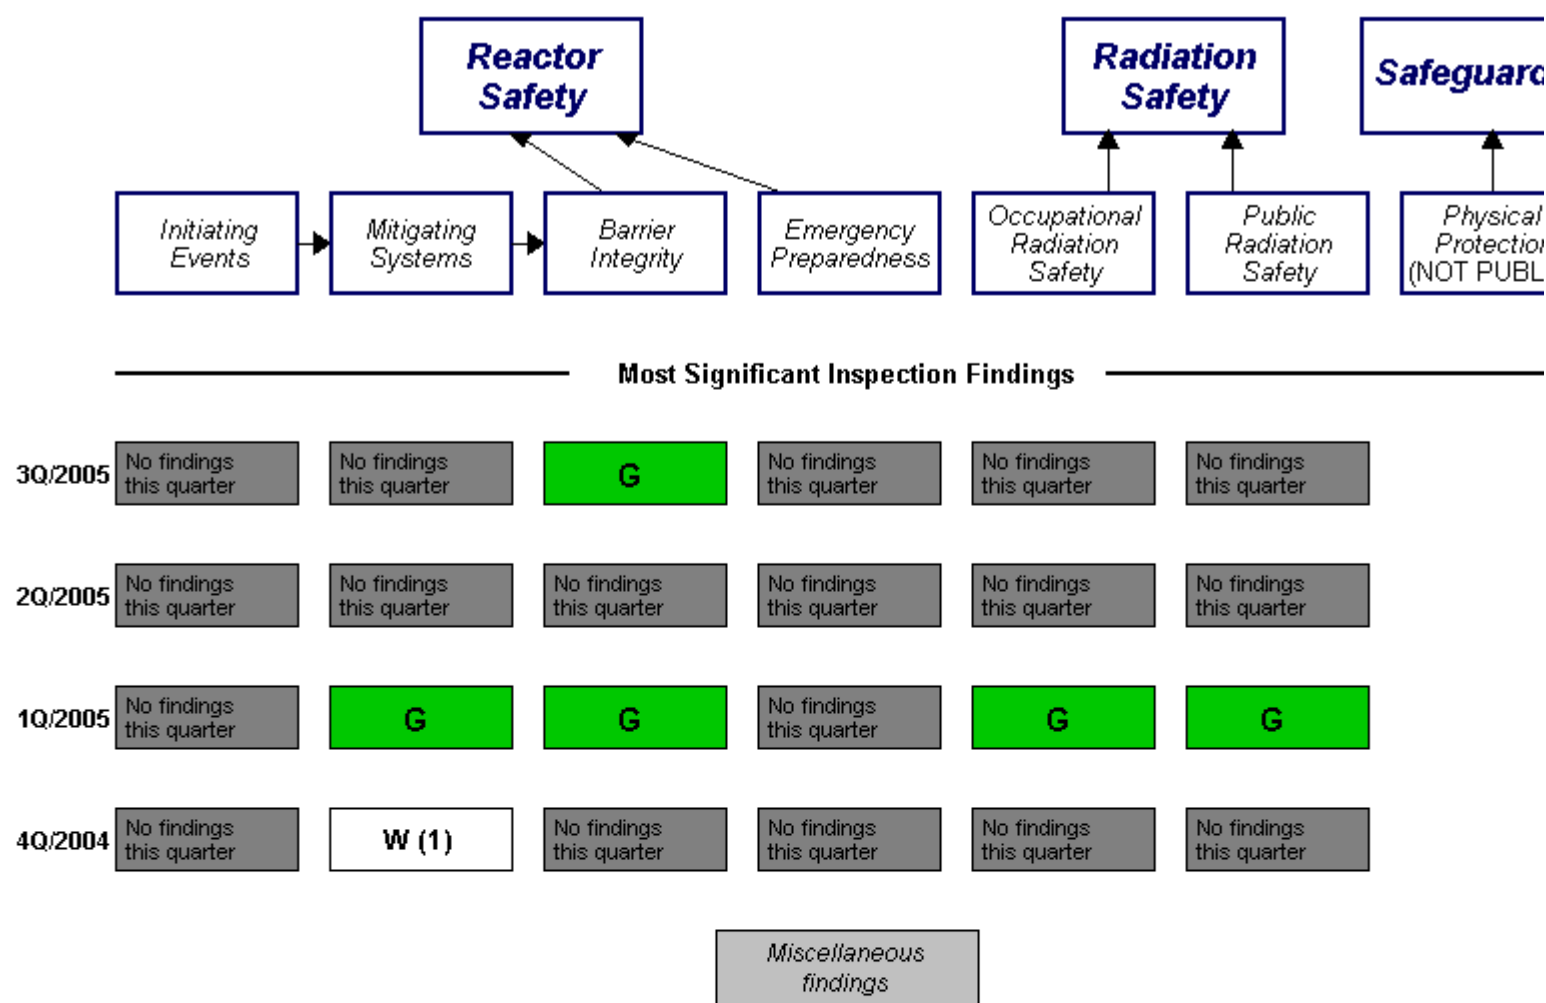 Reactor
Safety
Radiation
Safety
Safeguard
Initiating
Events
Mitigating
Systems
Barrier
Integrity
Emergency
Preparedness
Occupational
Radiation
Safety
Public
Radiation
Safety
Physical
Protection
(NOT PUBL
Most Significant Inspection Findings
3Q/2005
No findings
this quarter
No findings
this quarter
G
No findings
this quarter
No findings
this quarter
No findings
this quarter
2Q/2005
No findings
this quarter
No findings
this quarter
No findings
this quarter
No findings
this quarter
No findings
this quarter
No findings
this quarter
1Q/2005
No findings
this quarter
G
G
No findings
this quarter
G
G
4Q/2004
No findings
this quarter
W (1)
No findings
this quarter
No findings
this quarter
No findings
this quarter
No findings
this quarter
Miscellaneous
findings